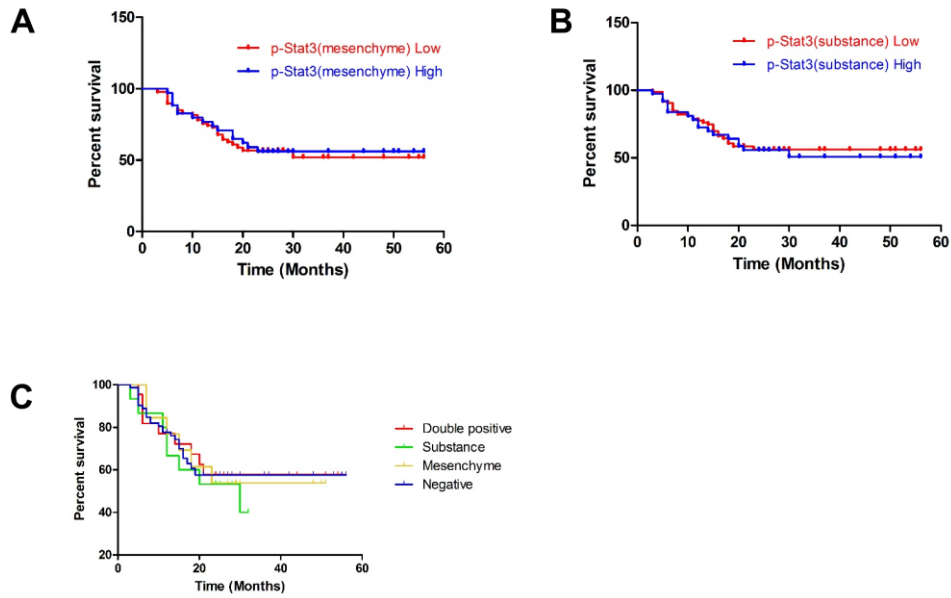 A
150
100
50
0
Percent survival
p-Stat3(mesenchyme) Low
p-Stat3(mesenchyme) High
0 10 20 30 40 50 60
Time (Months)
B
150
100
50
0
Percent survival
p-Stat3(substance) Low
p-Stat3(substance) High
0 10 20 30 40 50 60
Time (Months)
C
100
80
60
40
20
Percent survival
Double positive
Substance
Mesenchyme
Negative
0 20 40 60
Time (Months)